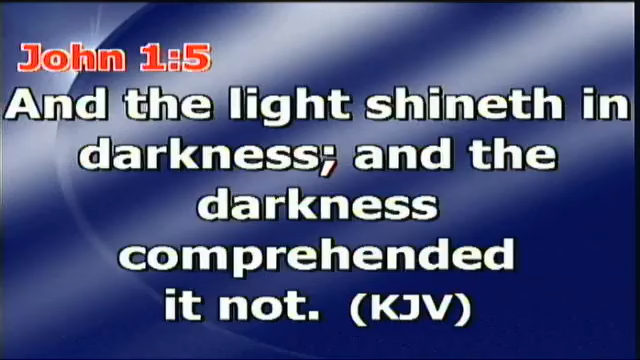 John 1:5
And the light shineth in
darkness; and the
darkness
comprehended
it not. (KJV)